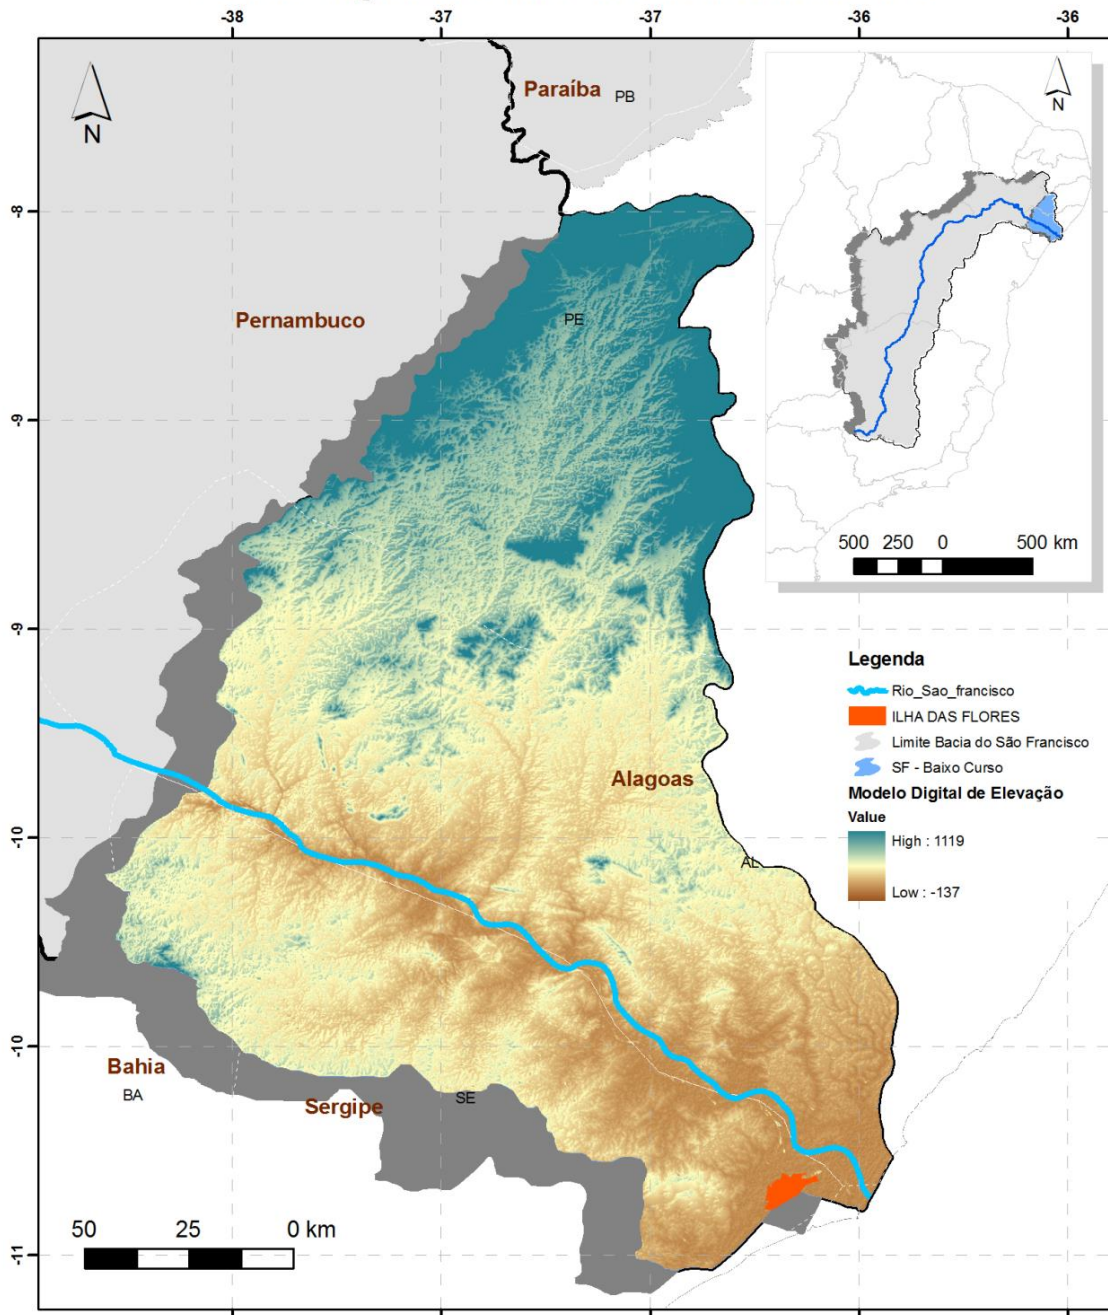 -38 -37 -37 -36 -36
N
Paraíba PB
N
-8
Pernambuco
PE
-9
500 250 0 500 km
-9
Legenda
Rio_Sao_francisco
ILHA DAS FLORES
Limite Bacia do São Francisco
SF - Baixo Curso
Alagoas
Modelo Digital de Elevação
Value
High : 1119
-10
AL
Low : -137
-10
Bahia
BA
SE
Sergipe
50 25 0 km
-11